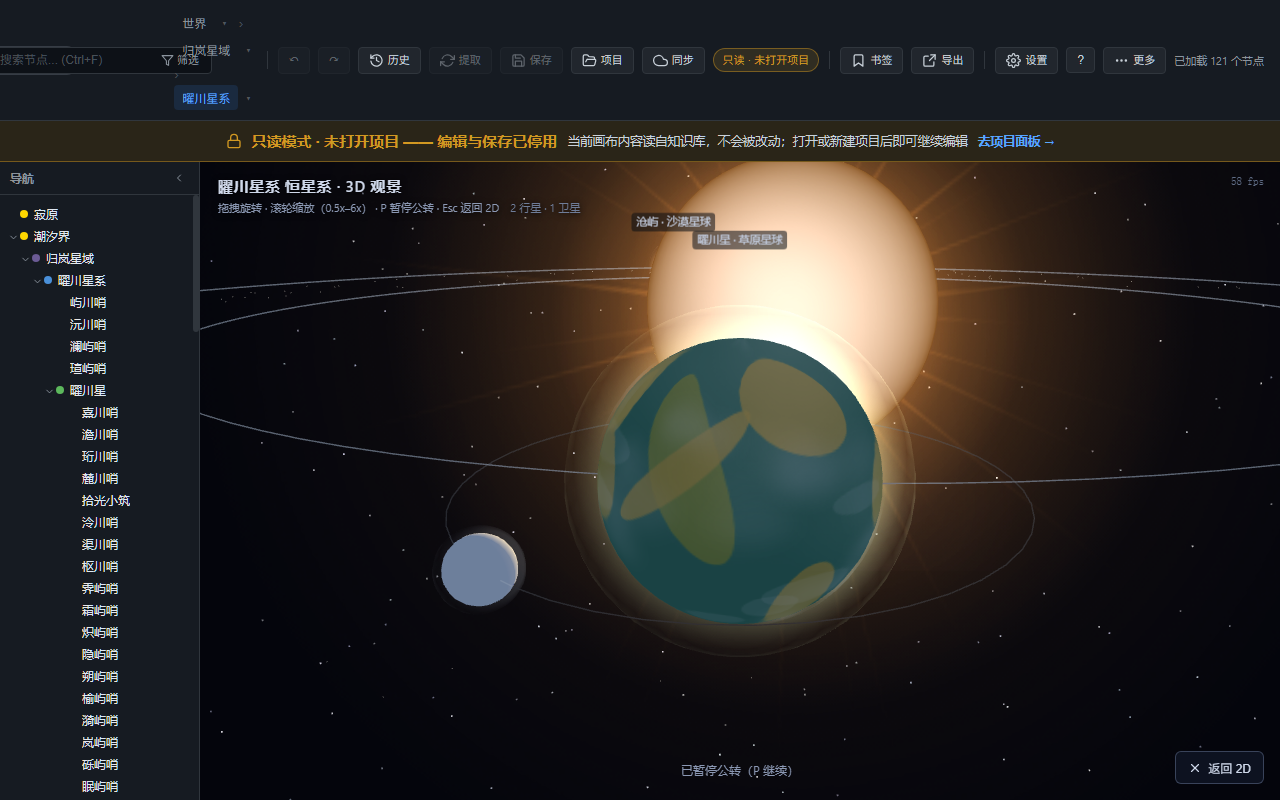 世界
归岚星域
曜川星系
搜索节点... (Ctrl+F)
筛选
历史
提取
保存
项目
同步
只读 · 未打开项目
书签
导出
设置
?
更多
已加载 121 个节点
只读模式 · 未打开项目 —— 编辑与保存已停用 当前画布内容读自知识库，不会被改动；打开或新建项目后即可继续编辑 去项目面板 →
导航
寂原
潮汐界
归岚星域
曜川星系
屿川哨
沅川哨
澜屿哨
瑄屿哨
曜川星
嘉川哨
澹川哨
珩川哨
麓川哨
拾光小筑
泠川哨
渠川哨
枢川哨
霁屿哨
霜屿哨
炽屿哨
隐屿哨
朔屿哨
榆屿哨
漪屿哨
岚屿哨
砾屿哨
眠屿哨
曜川星系 恒星系 · 3D 观景
拖拽旋转 · 滚轮缩放（0.5x–6x） · P 暂停公转 · Esc 返回 2D 2 行星 · 1 卫星
58 fps
沧屿 · 沙漠星球
曜川星 · 草原星球
已暂停公转（P 继续）
返回 2D